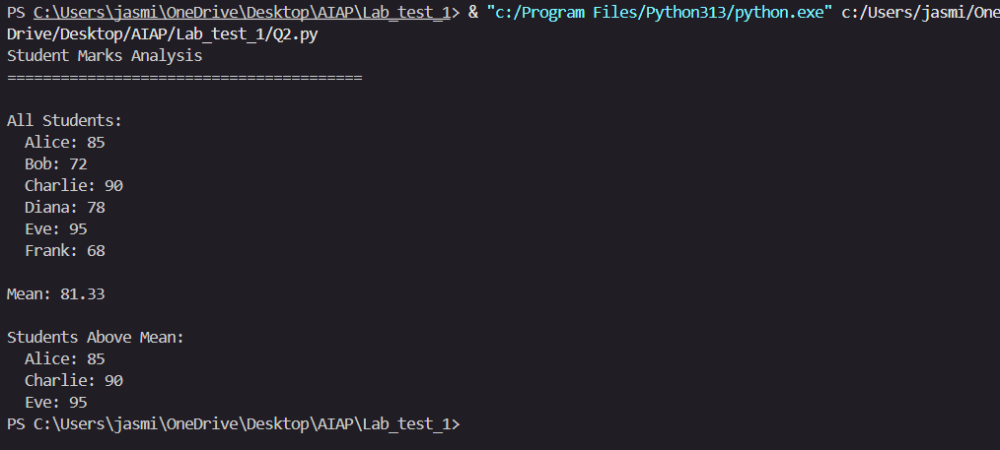 PS C:\Users\jasmi\OneDrive\Desktop\AIAP\Lab_test_1> & "c:/Program Files/Python313/python.exe" c:/Users/jasmi/One
Drive/Desktop/AIAP/Lab_test_1/Q2.py
Student Marks Analysis
========================================
All Students:
  Alice: 85
  Bob: 72
  Charlie: 90
  Diana: 78
  Eve: 95
  Frank: 68
Mean: 81.33
Students Above Mean:
  Alice: 85
  Charlie: 90
  Eve: 95
PS C:\Users\jasmi\OneDrive\Desktop\AIAP\Lab_test_1>